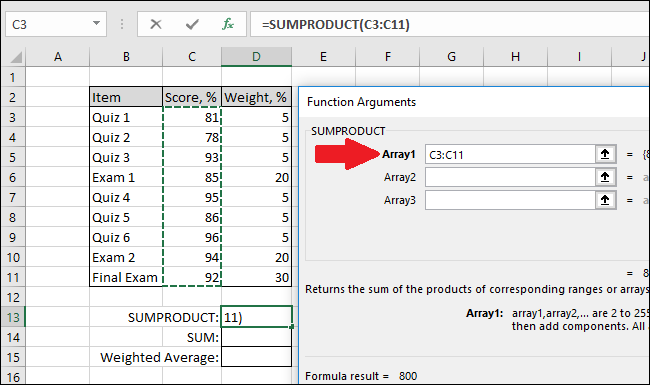 C3 fx =SUMPRODUCT(C3:C11)
A B C D E F G H I J
1
2 Item Score, % Weight, %
3 Quiz 1 81 5
4 Quiz 2 78 5
5 Quiz 3 93 5
6 Exam 1 85 20
7 Quiz 4 95 5
8 Quiz 5 86 5
9 Quiz 6 96 5
10 Exam 2 94 20
11 Final Exam 92 30
12
13 SUMPRODUCT: 11)
14 SUM:
15 Weighted Average:
16
Function Arguments
SUMPRODUCT
Array1 C3:C11 = {8
Array2 = a
Array3 = a
= 8
Returns the sum of the products of corresponding ranges or arrays
Array1: array1,array2,... are 2 to 255
then add components. All a
Formula result = 800